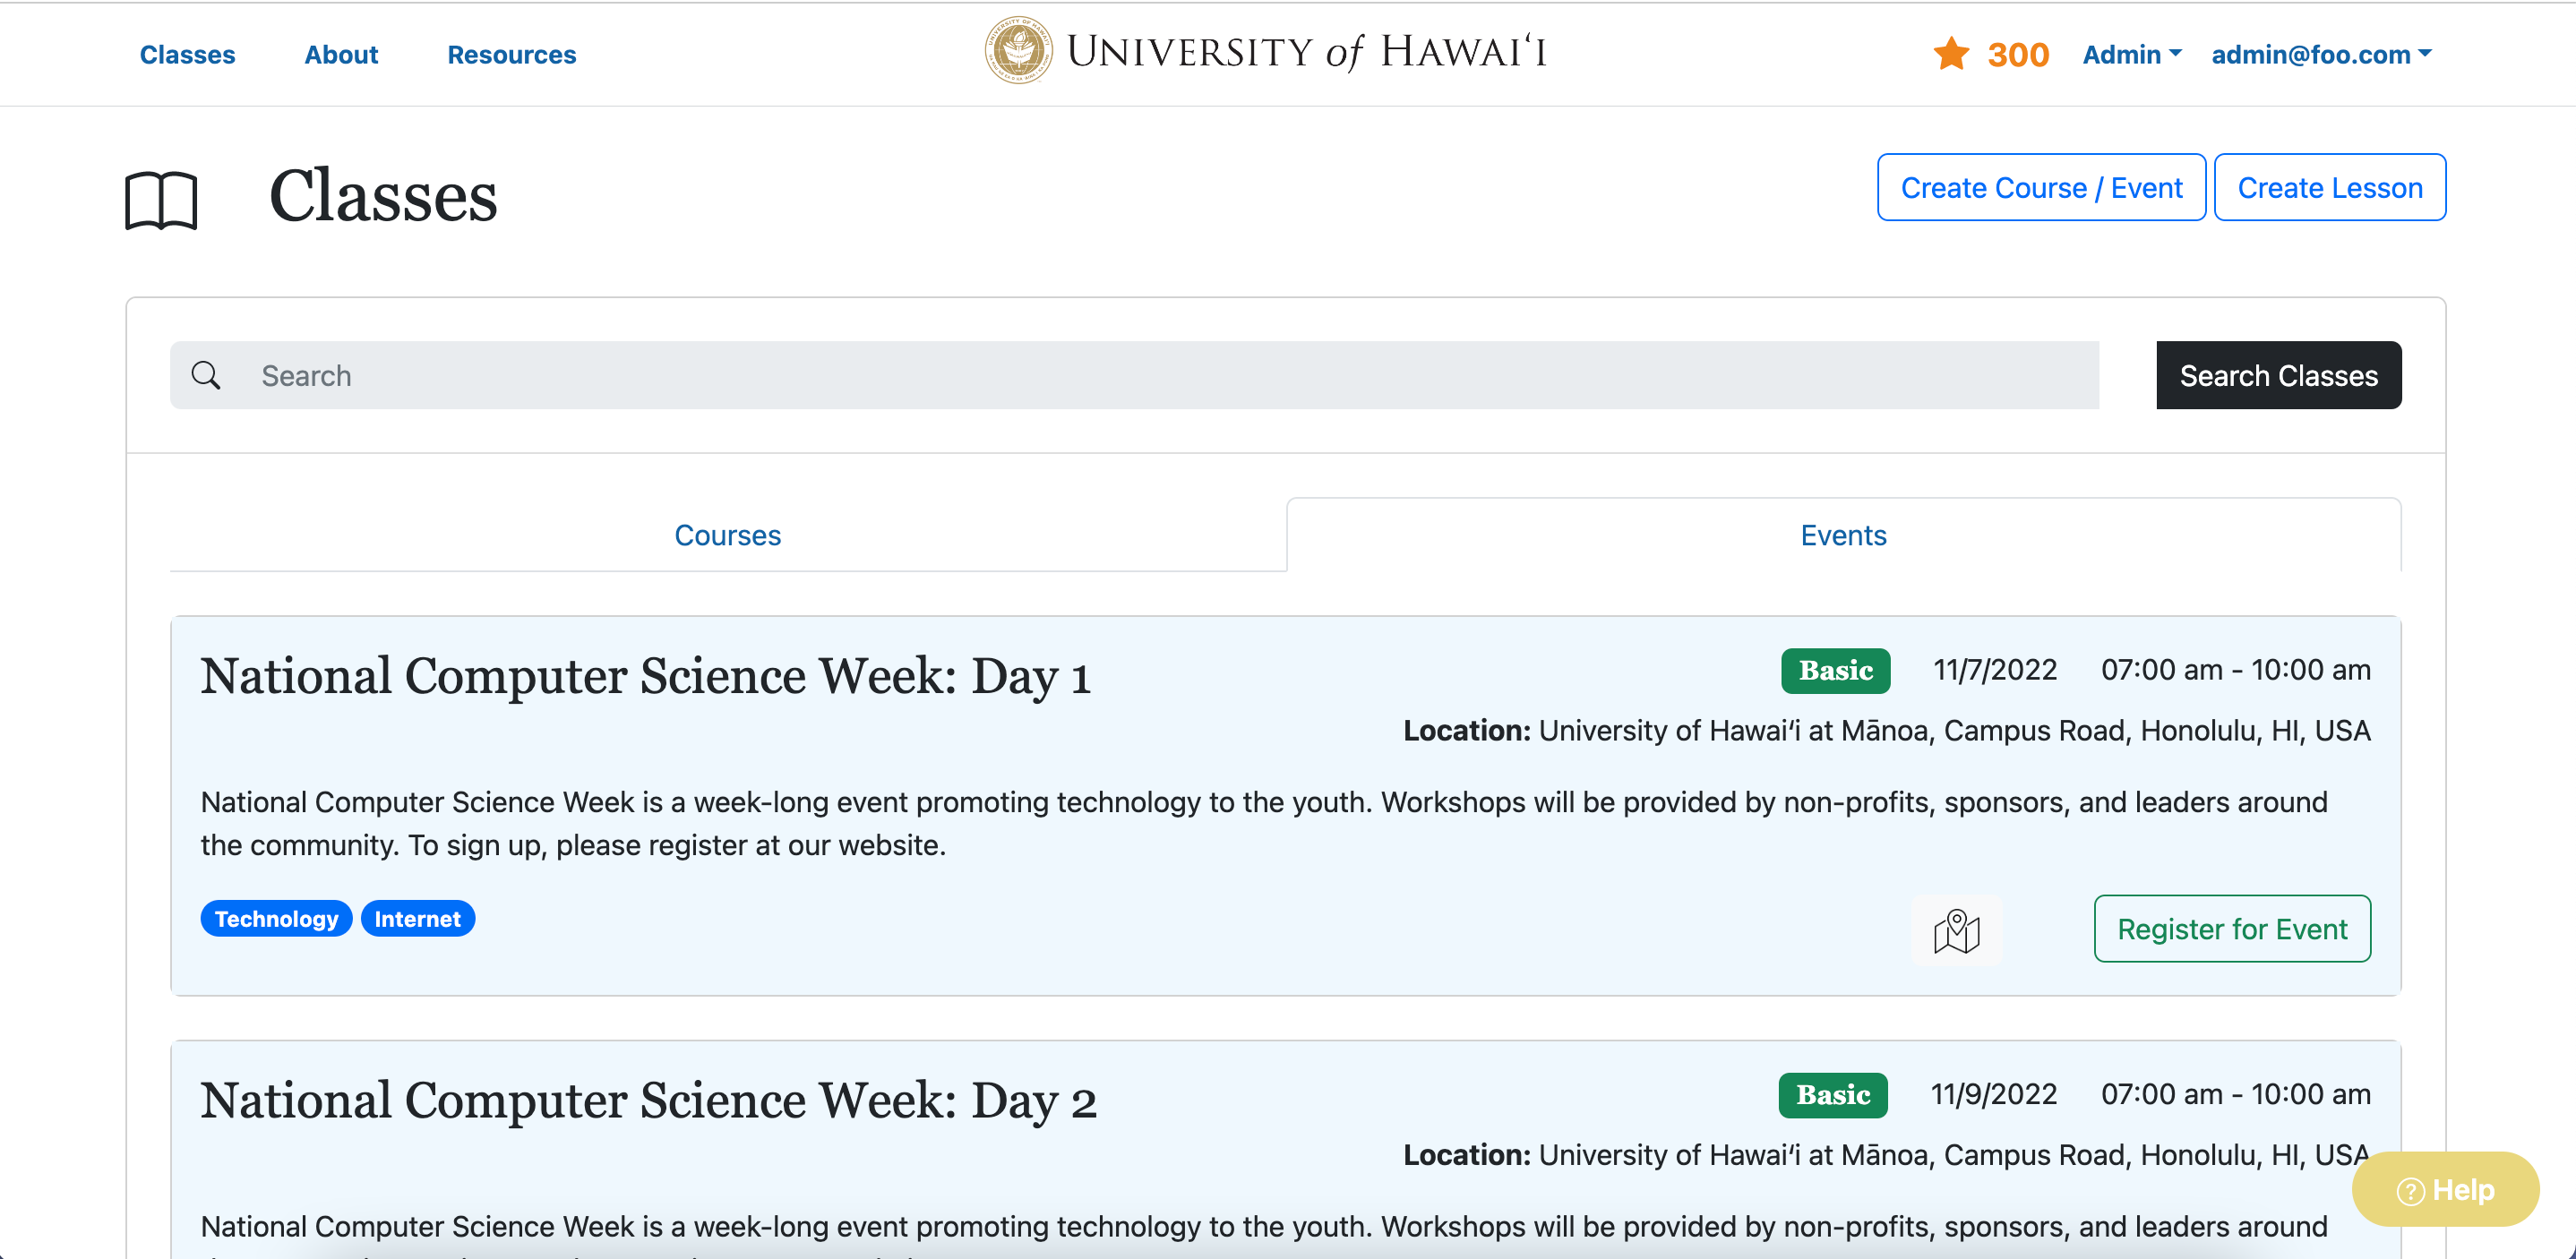 Classes About Resources
UNIVERSITY of HAWAIʻI
300 Admin admin@foo.com
Classes
Create Course / Event Create Lesson
Search
Search Classes
Courses Events
National Computer Science Week: Day 1
Basic 11/7/2022 07:00 am - 10:00 am
Location: University of Hawaiʻi at Mānoa, Campus Road, Honolulu, HI, USA
National Computer Science Week is a week-long event promoting technology to the youth. Workshops will be provided by non-profits, sponsors, and leaders around
the community. To sign up, please register at our website.
Technology Internet
Register for Event
National Computer Science Week: Day 2
Basic 11/9/2022 07:00 am - 10:00 am
Location: University of Hawaiʻi at Mānoa, Campus Road, Honolulu, HI, USA
? Help
National Computer Science Week is a week-long event promoting technology to the youth. Workshops will be provided by non-profits, sponsors, and leaders around